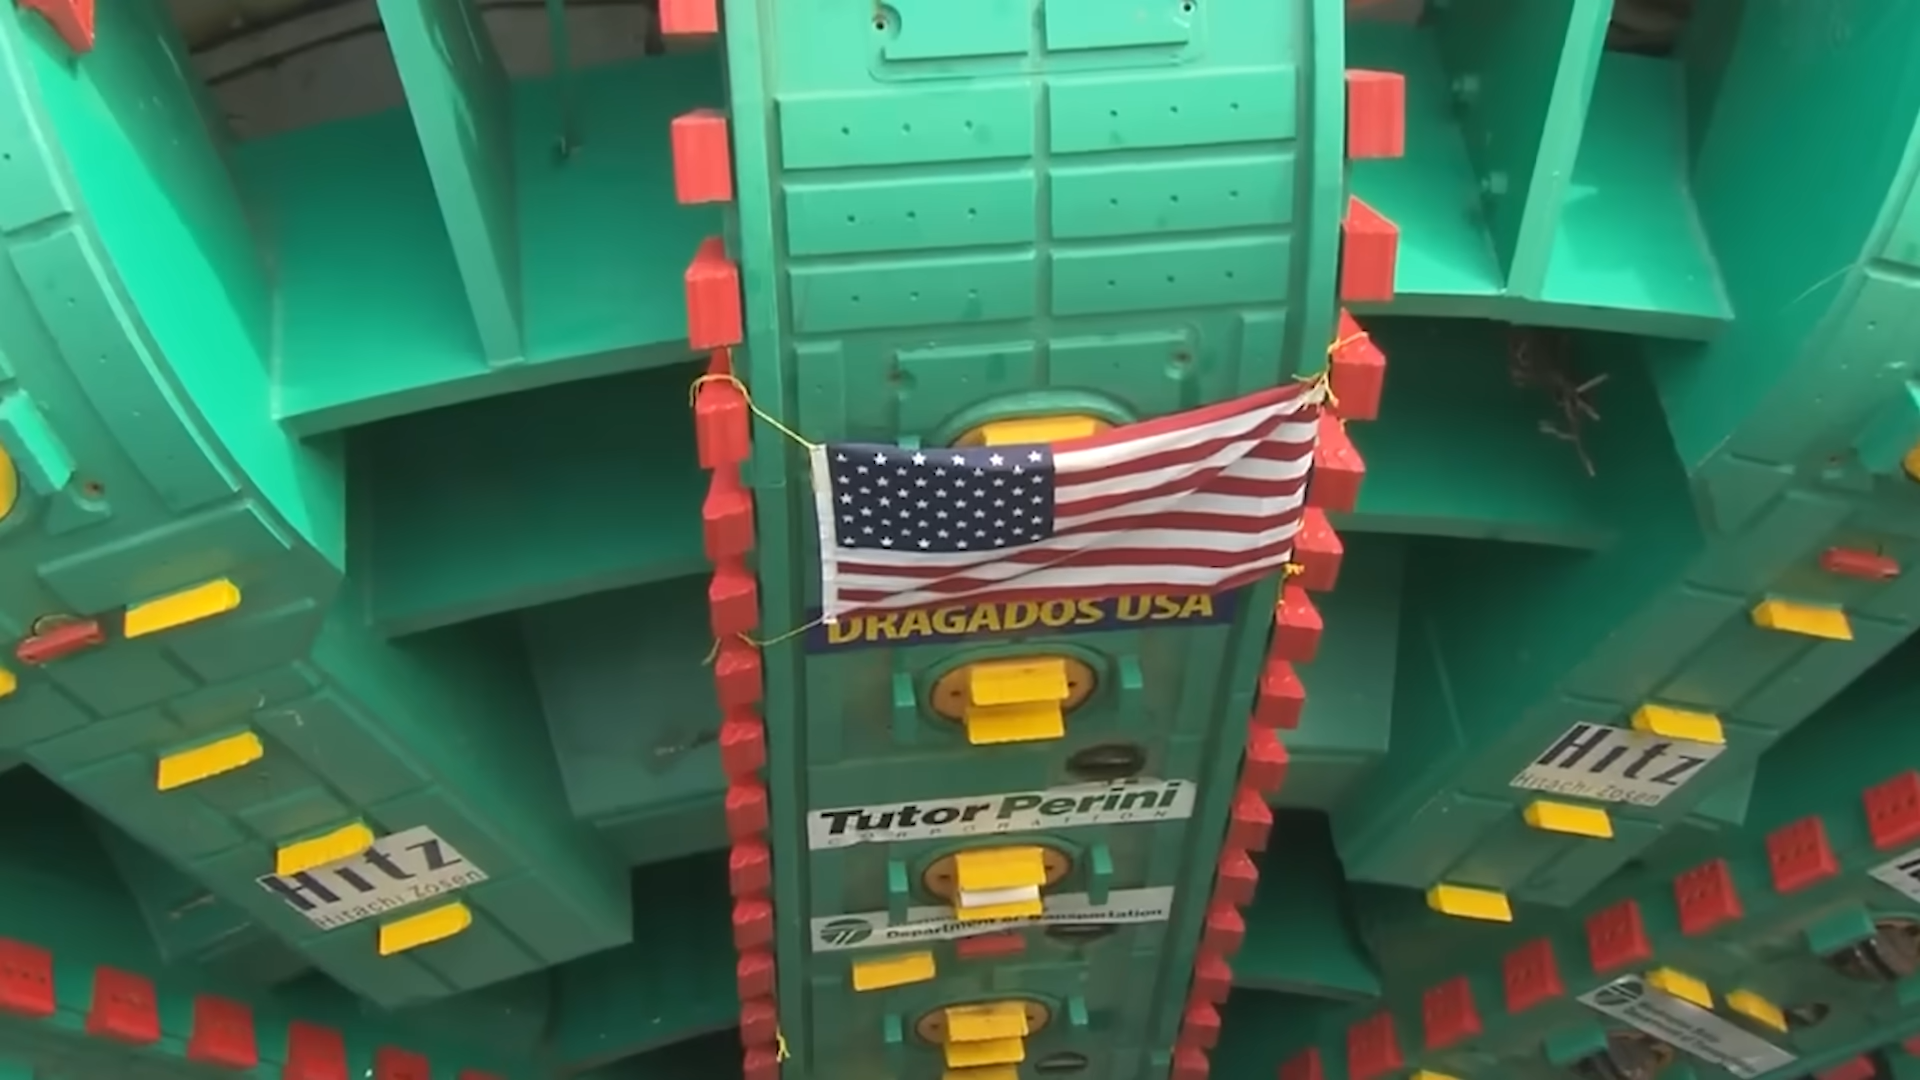 DRAGADOS USA
Tutor Perini
CORPORATION
Department of Transportation
Hitz
Hitachi Zosen
Hitz
Hitachi Zosen